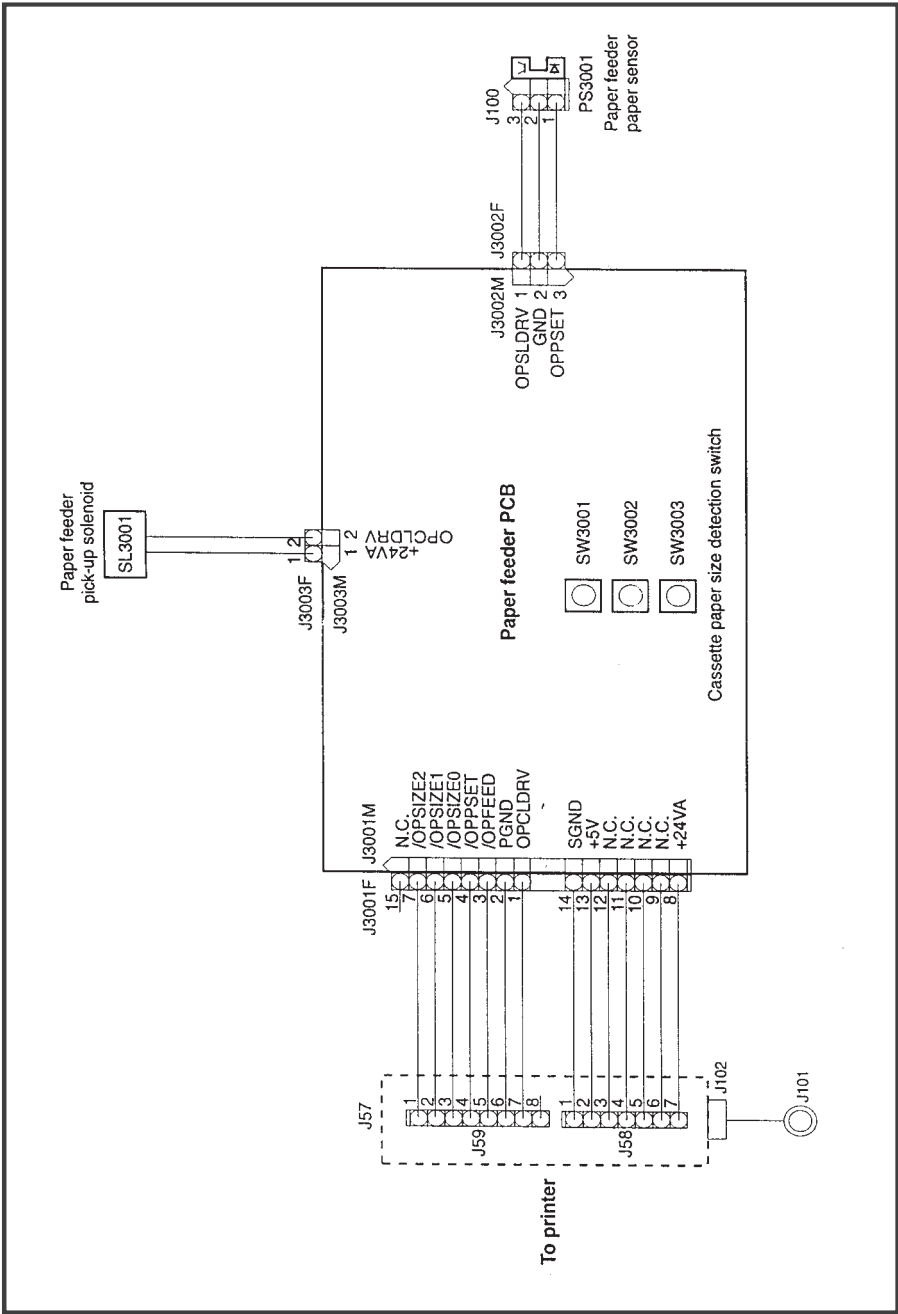 Paper feeder
pick-up solenoid
SL3001
1 2
J3003F
J3003M
1 2
+24VA
OPCLDRV
J3001F
J3001M
15 N.C.
7 /OPSIZE2
6 /OPSIZE1
5 /OPSIZE0
4 /OPPSET
3 /OPFEED
2 PGND
1 OPCLDRV
14 SGND
13 +5V
12 N.C.
11 N.C.
10 N.C.
9 N.C.
8 +24VA
J57
1
2
3
4
5
6
7
8
J59
1
2
3
4
5
6
7
J58
J102
J101
To printer
Paper feeder PCB
SW3001
SW3002
SW3003
Cassette paper size detection switch
J3002M
J3002F
OPSLDRV 1
GND 2
OPPSET 3
J100
3
2
1
PS3001
Paper feeder
paper sensor